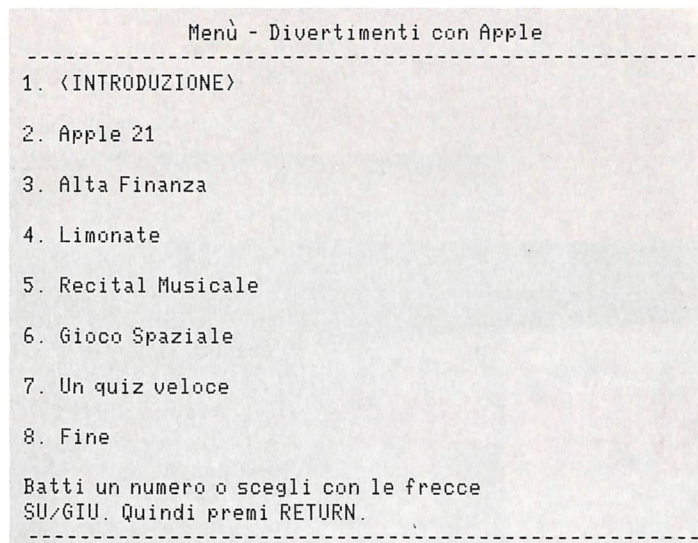 Menù - Divertimenti con Apple
1. <INTRODUZIONE>
2. Apple 21
3. Alta Finanza
4. Limonate
5. Recital Musicale
6. Gioco Spaziale
7. Un quiz veloce
8. Fine
Batti un numero o scegli con le frecce
SU/GIU. Quindi premi RETURN.